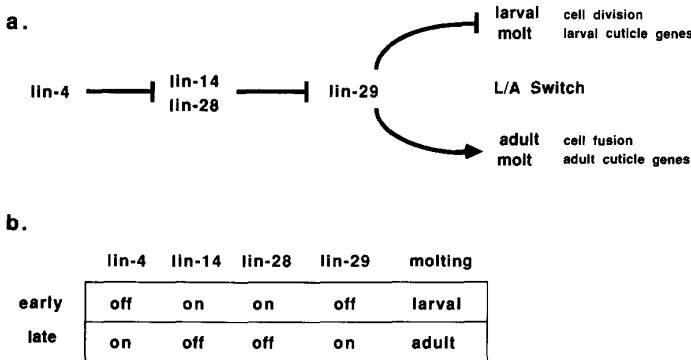 a.
larval cell division
molt larval cuticle genes
lin-4 lin-14 lin-29 L/A Switch
lin-28
adult cell fusion
molt adult cuticle genes
b.
lin-4 lin-14 lin-28 lin-29 molting
early off on on off larval
late on off off on adult